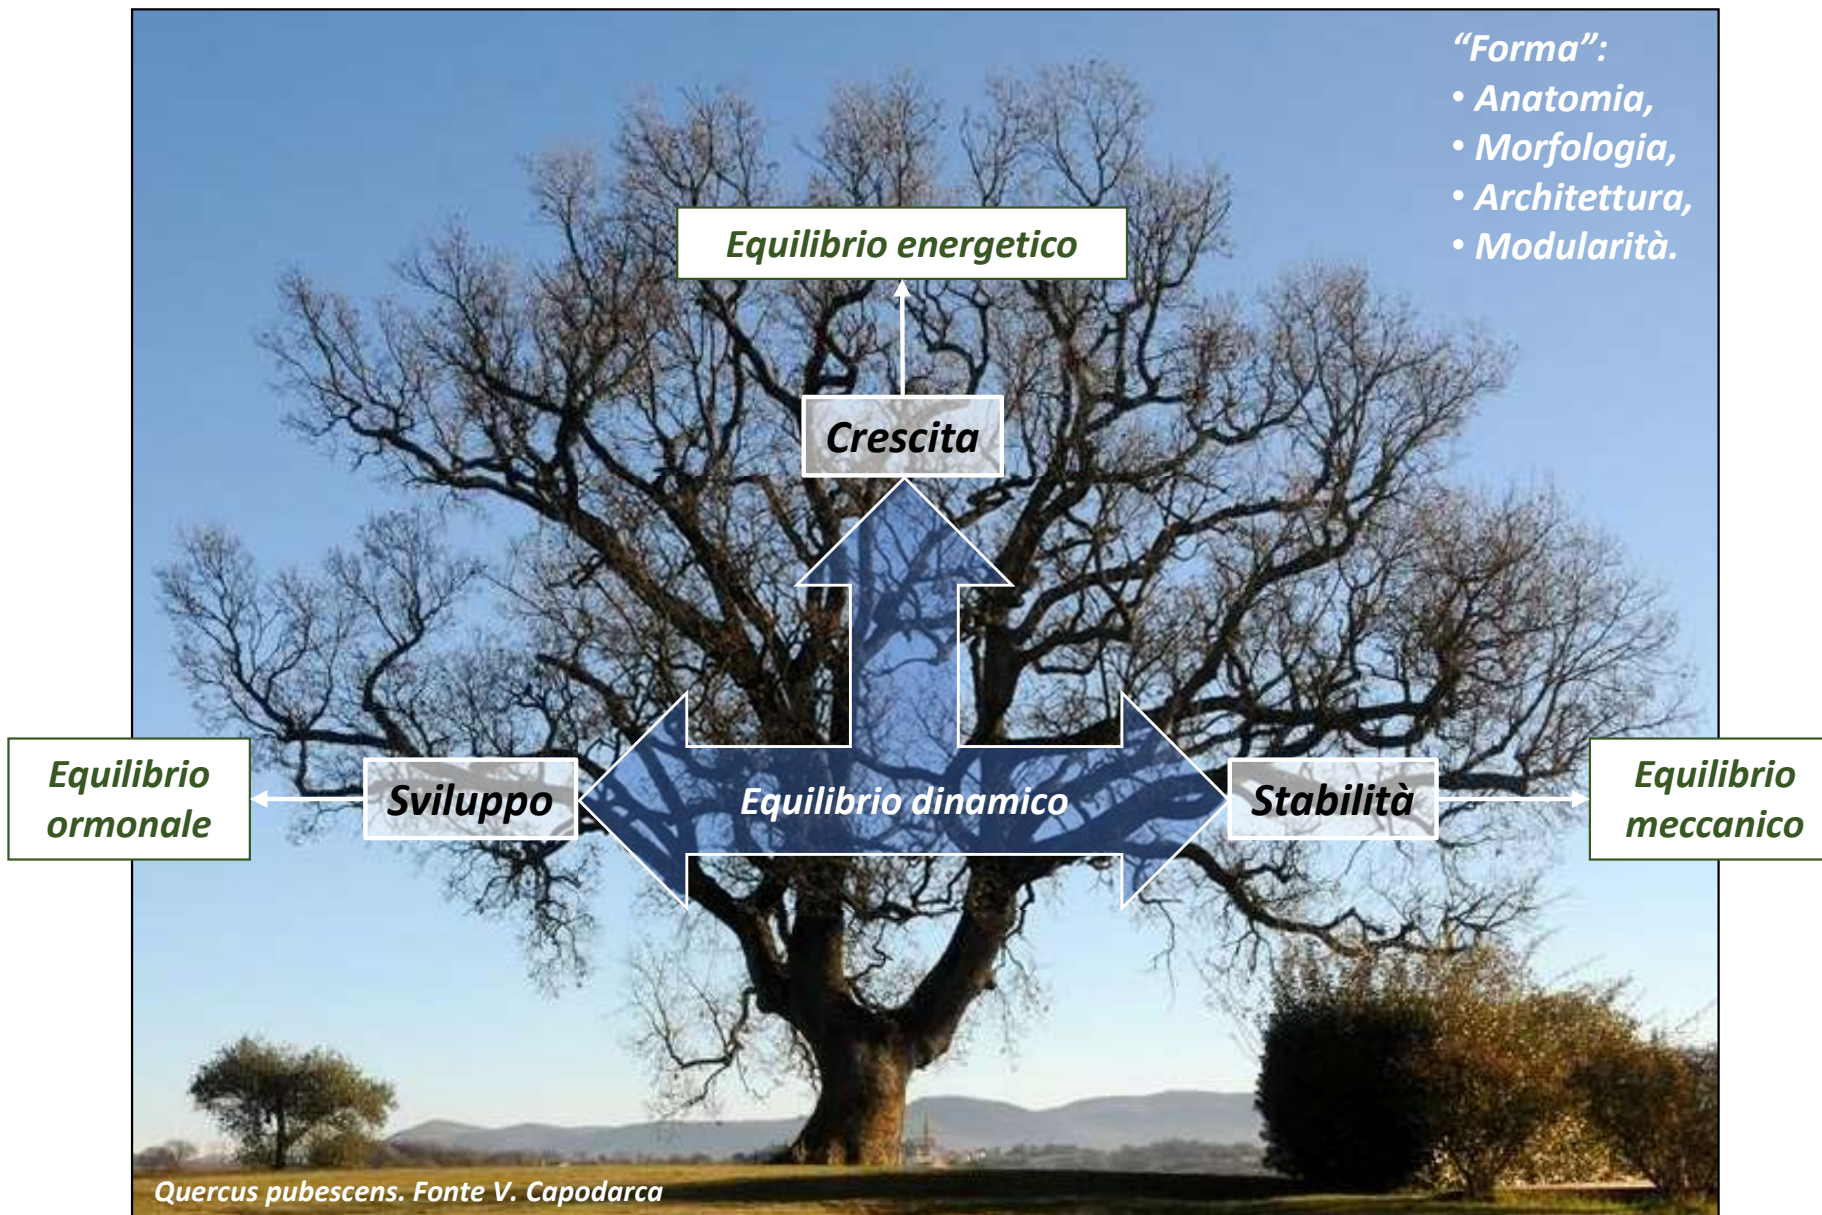 “Forma”:
• Anatomia,
• Morfologia,
• Architettura,
• Modularità.
Equilibrio energetico
Crescita
Equilibrio
ormonale
Sviluppo
Equilibrio dinamico
Stabilità
Equilibrio
meccanico
Quercus pubescens. Fonte V. Capodarca